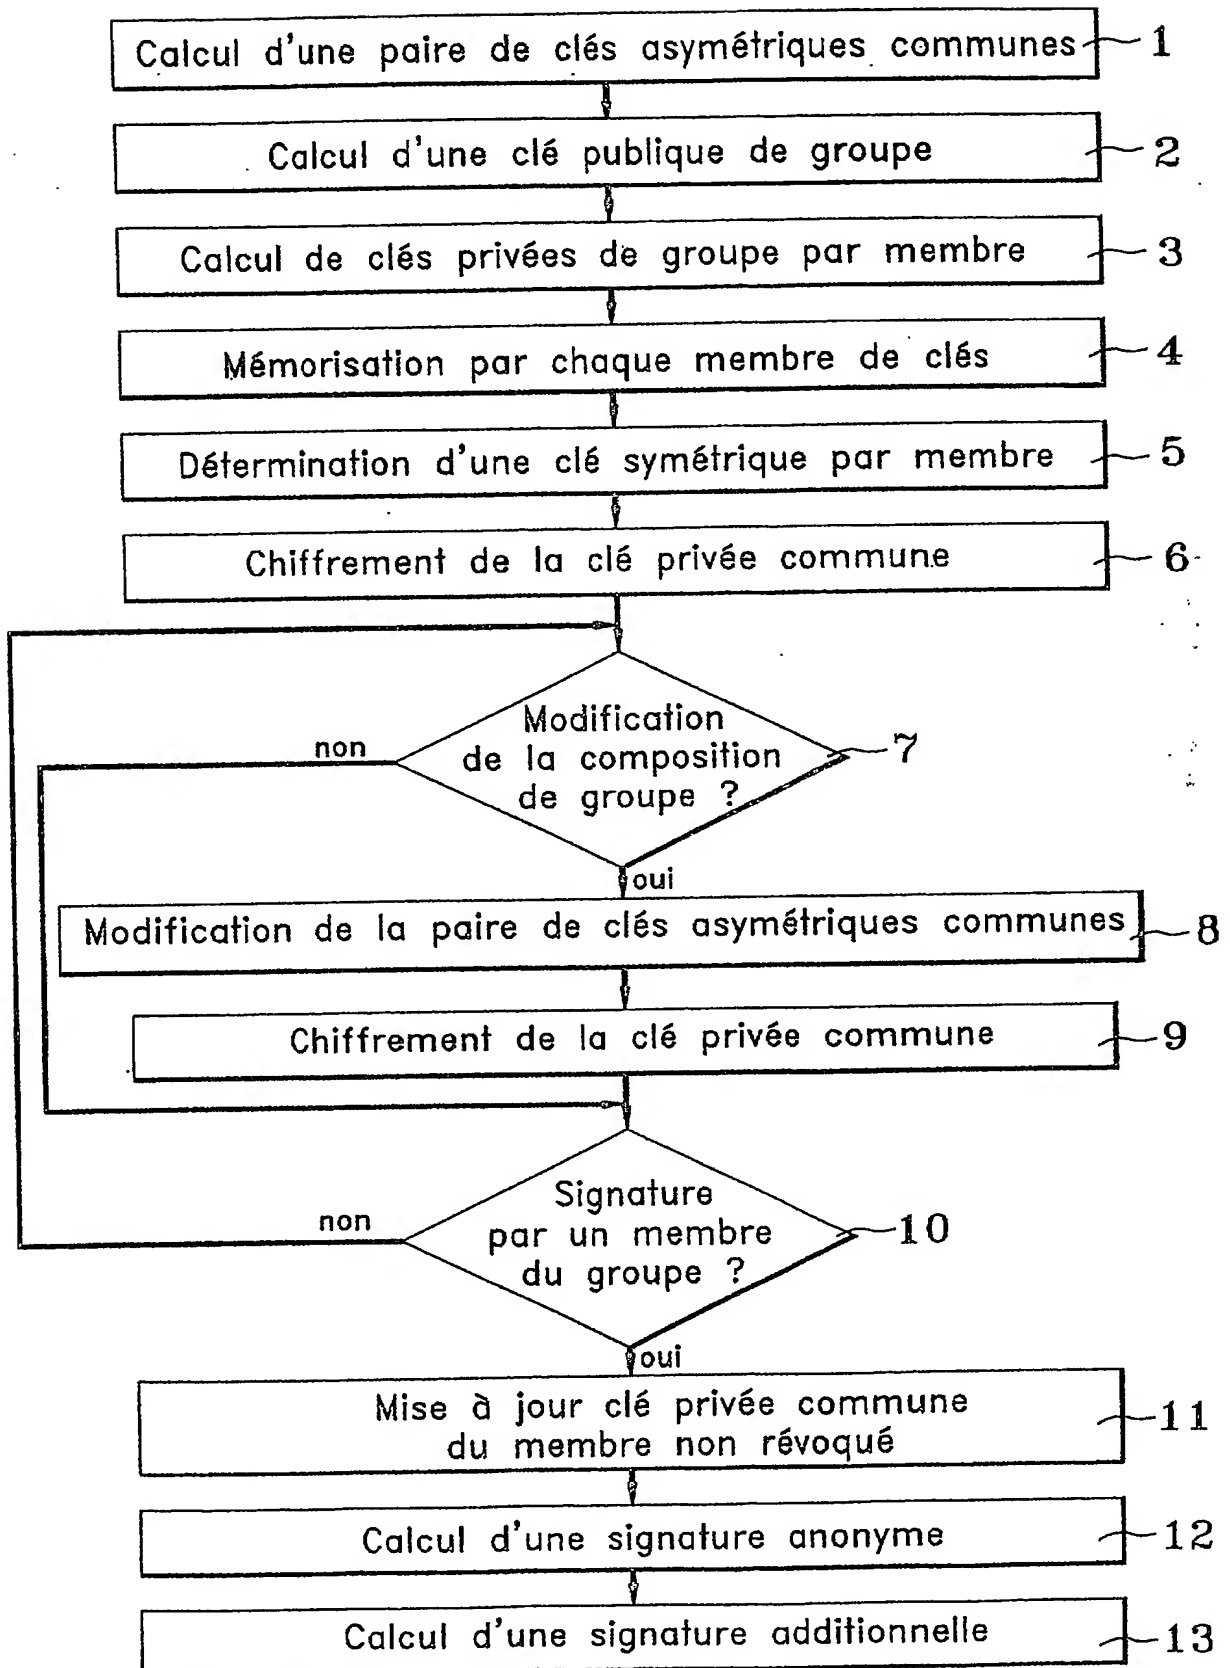 Calcul d'une paire de clés asymétriques communes 1
Calcul d'une clé publique de groupe 2
Calcul de clés privées de groupe par membre 3
Mémorisation par chaque membre de clés 4
Détermination d'une clé symétrique par membre 5
Chiffrement de la clé privée commune 6
Modification
de la composition
de groupe ?
7
non
oui
Modification de la paire de clés asymétriques communes 8
Chiffrement de la clé privée commune 9
Signature
par un membre
du groupe ?
10
non
oui
Mise à jour clé privée commune
du membre non révoqué
11
Calcul d'une signature anonyme 12
Calcul d'une signature additionnelle 13